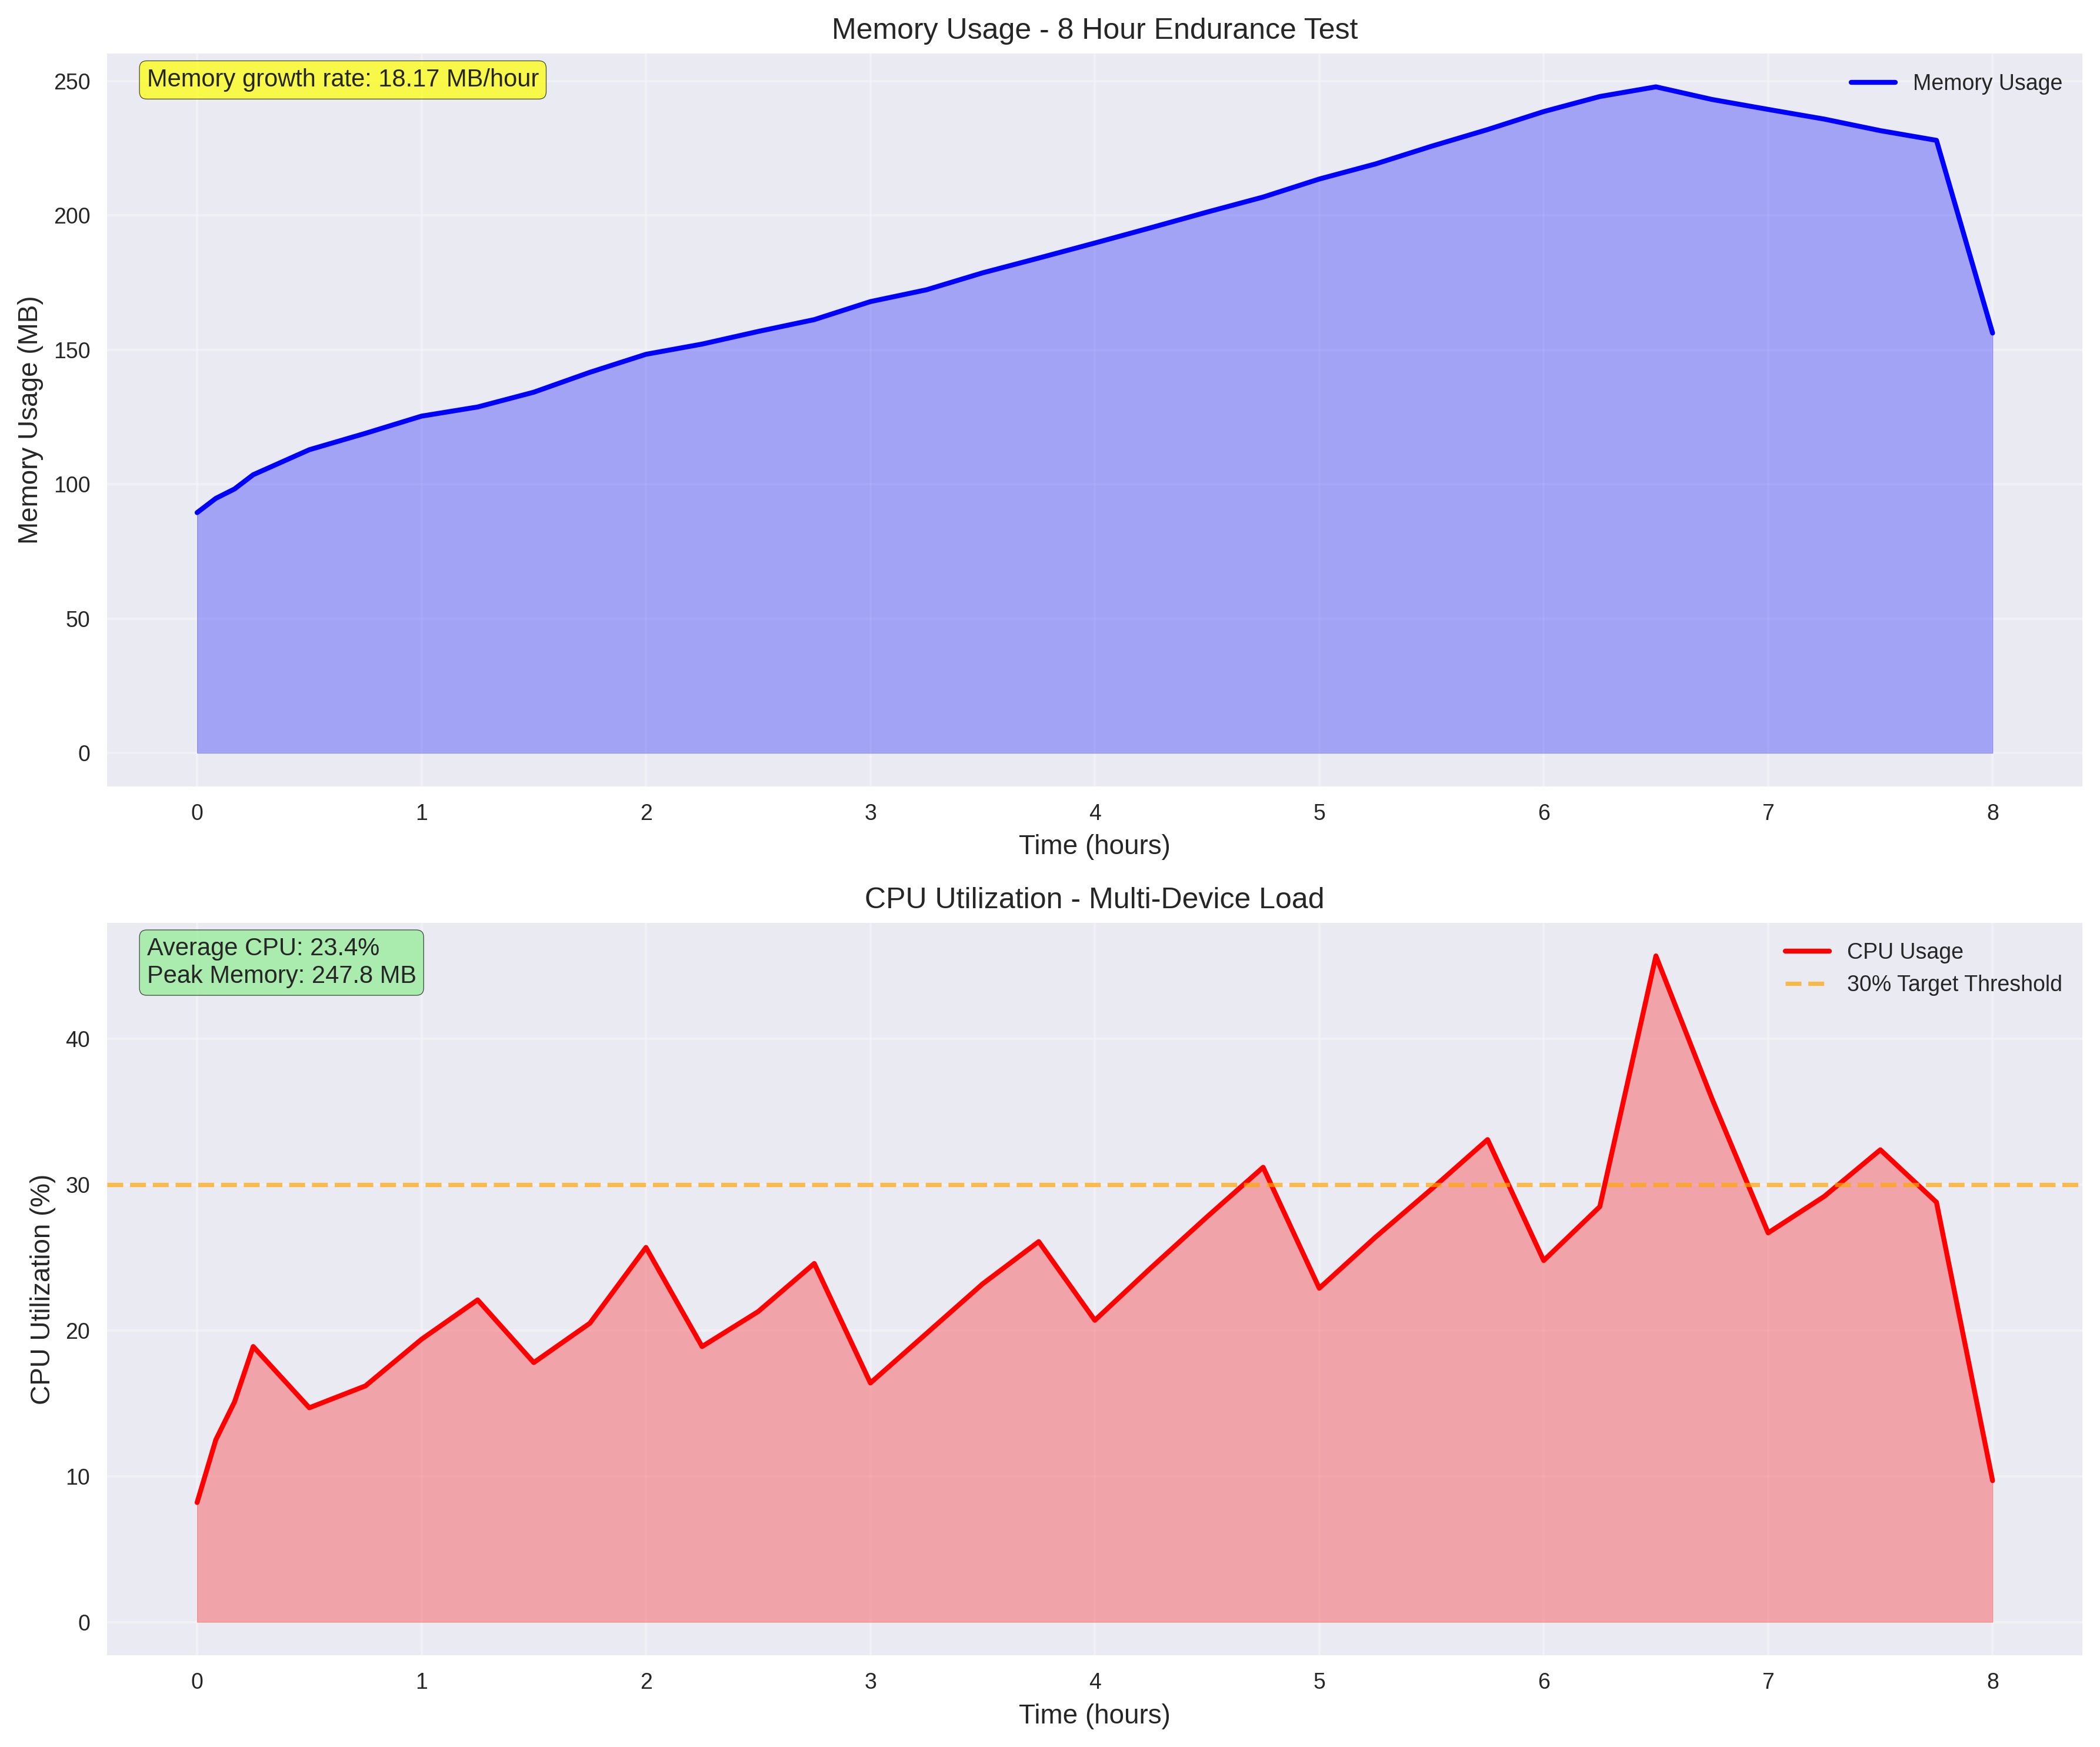 Memory Usage - 8 Hour Endurance Test
Memory growth rate: 18.17 MB/hour
Memory Usage
Memory Usage (MB)
250
200
150
100
50
0
0 1 2 3 4 5 6 7 8
Time (hours)
CPU Utilization - Multi-Device Load
Average CPU: 23.4%
Peak Memory: 247.8 MB
CPU Usage
30% Target Threshold
CPU Utilization (%)
40
30
20
10
0
0 1 2 3 4 5 6 7 8
Time (hours)